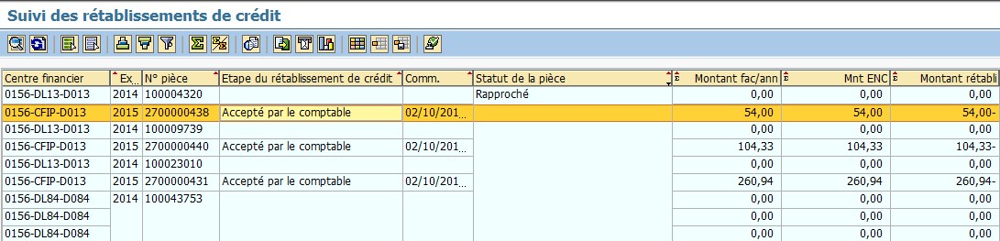 Suivi des rétablissements de crédit
Centre financier Ex... N° pièce Etape du rétablissement de crédit Comm. Statut de la pièce Montant fac/ann Mnt ENC Montant rétabli
0156-DL13-D013 2014 100004320 Rapproché 0,00 0,00 0,00
0156-CFIP-D013 2015 2700000438 Accepté par le comptable 02/10/201... 54,00 54,00 54,00-
0156-DL13-D013 2014 100009739 0,00 0,00 0,00
0156-CFIP-D013 2015 2700000440 Accepté par le comptable 02/10/201... 104,33 104,33 104,33-
0156-DL13-D013 2014 100023010 0,00 0,00 0,00
0156-CFIP-D013 2015 2700000431 Accepté par le comptable 02/10/201... 260,94 260,94 260,94-
0156-DL84-D084 2014 100043753 0,00 0,00 0,00
0156-DL84-D084 0,00 0,00 0,00
0156-DL84-D084 0,00 0,00 0,00